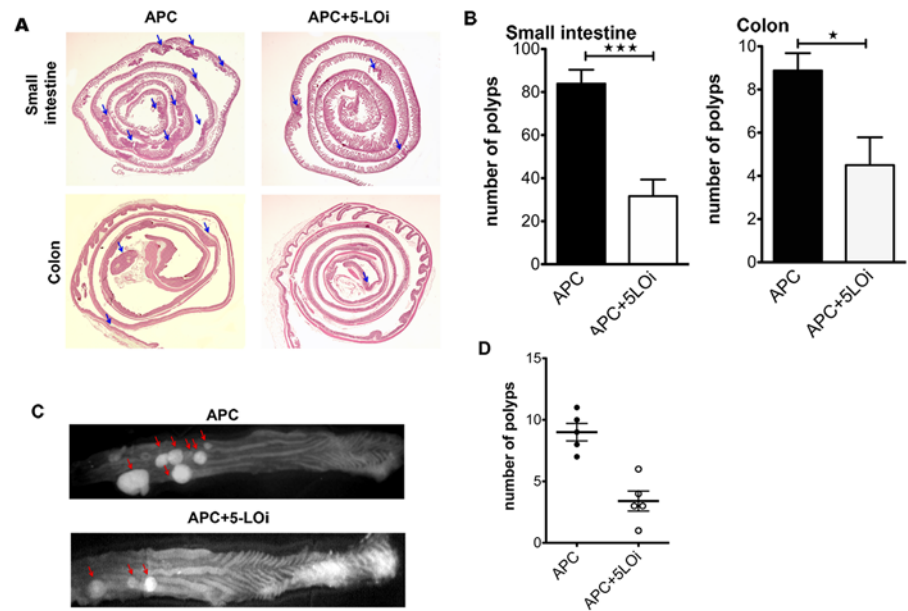 A
APC
APC+5-LOi
Small
intestine
Colon
B
Small intestine
★★★
number of polyps
100
80
60
40
20
0
APC
APC+5LOi
Colon
★
number of polyps
10
8
6
4
2
0
APC
APC+5LOi
C
APC
APC+5-LOi
D
number of polyps
15
10
5
0
APC
APC+5LOi